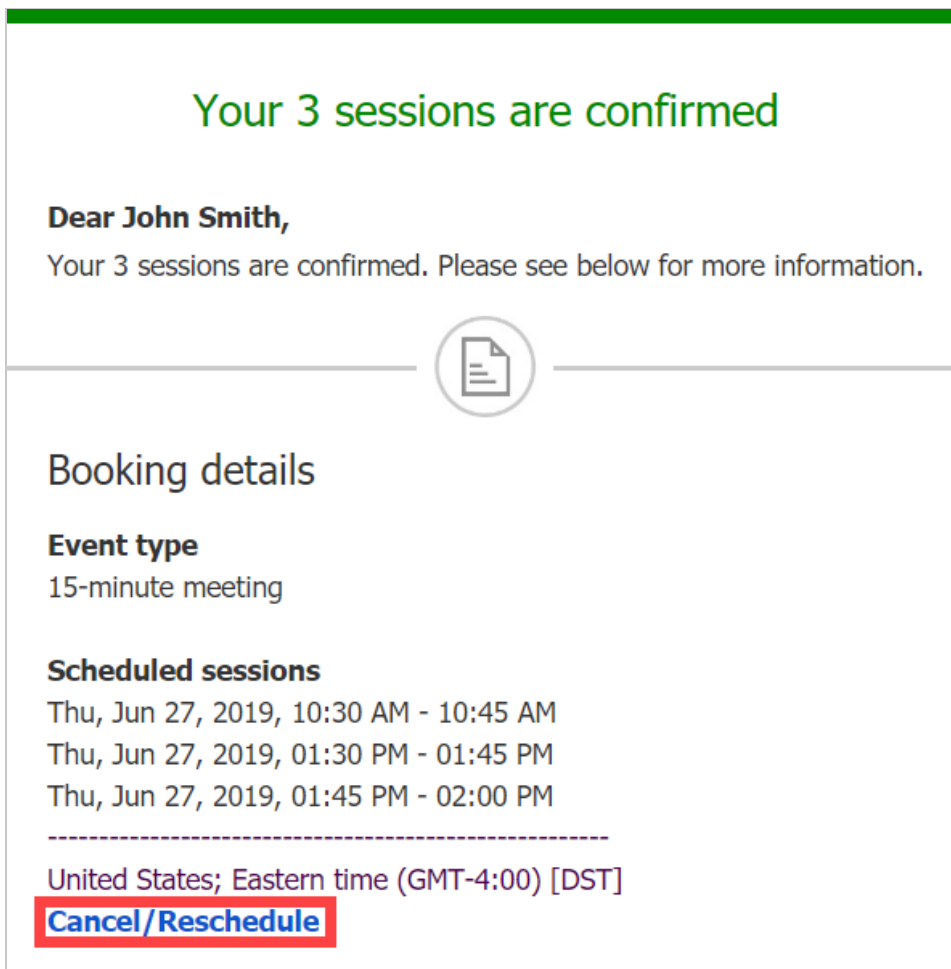 Your 3 sessions are confirmed
Dear John Smith,
Your 3 sessions are confirmed. Please see below for more information.
Booking details
Event type
15-minute meeting
Scheduled sessions
Thu, Jun 27, 2019, 10:30 AM - 10:45 AM
Thu, Jun 27, 2019, 01:30 PM - 01:45 PM
Thu, Jun 27, 2019, 01:45 PM - 02:00 PM
-------------------------------------------------------
United States; Eastern time (GMT-4:00) [DST]
Cancel/Reschedule